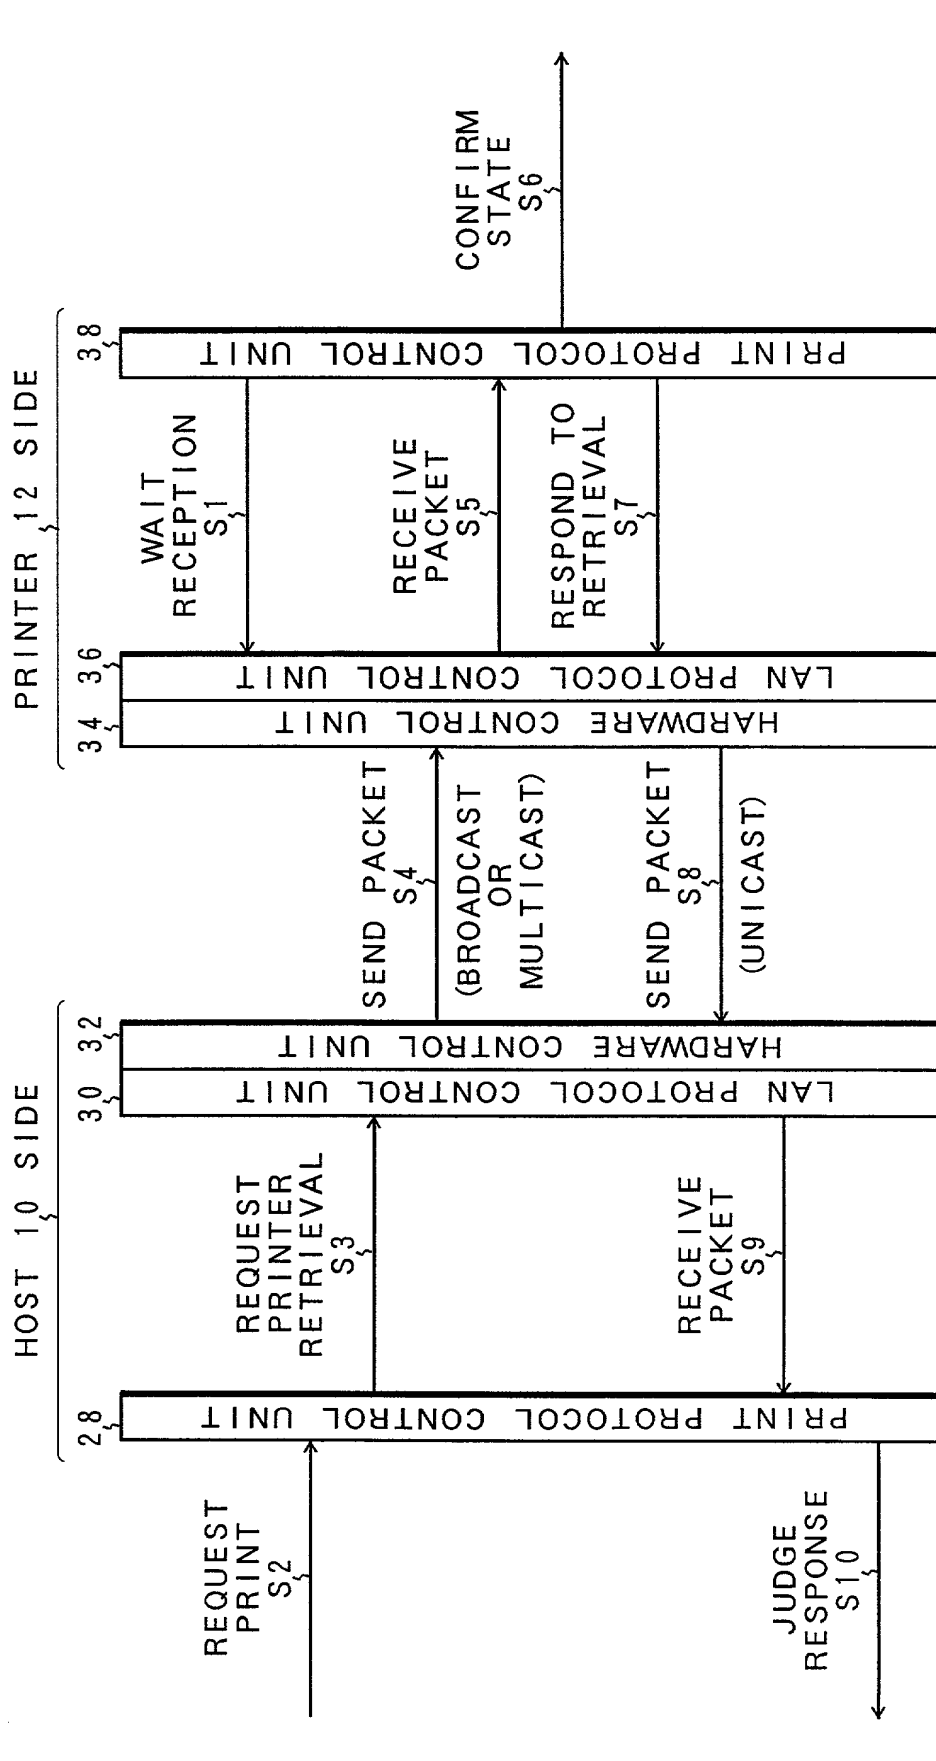 HOST 10 SIDE
PRINTER 12 SIDE
28
30
32
34
36
38
PRINT PROTOCOL CONTROL UNIT
LAN PROTOCOL CONTROL UNIT
HARDWARE CONTROL UNIT
HARDWARE CONTROL UNIT
LAN PROTOCOL CONTROL UNIT
PRINT PROTOCOL CONTROL UNIT
WAIT
RECEPTION
S1
REQUEST
PRINT
S2
REQUEST
PRINTER
RETRIEVAL
S3
SEND PACKET
S4
(BROADCAST
OR
MULTICAST)
RECEIVE
PACKET
S5
CONFIRM
STATE
S6
RESPOND TO
RETRIEVAL
S7
SEND PACKET
S8
(UNICAST)
RECEIVE
PACKET
S9
JUDGE
RESPONSE
S10